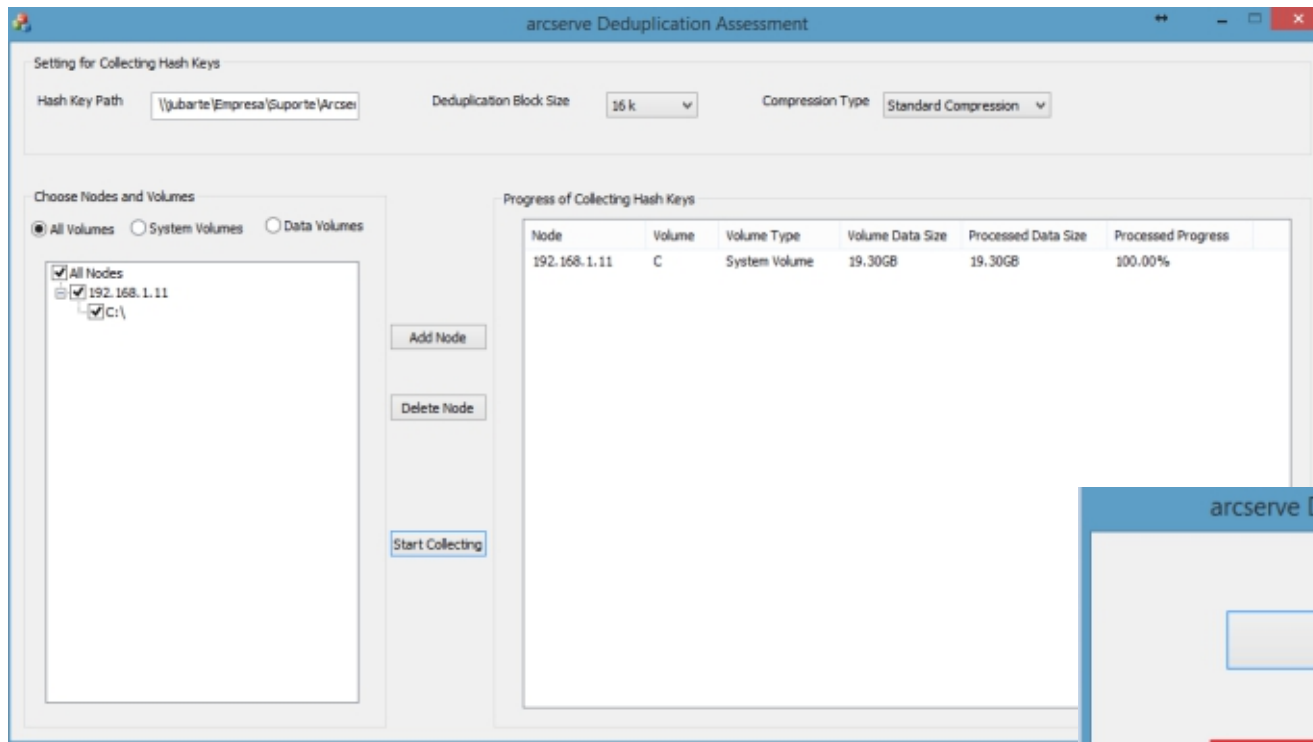 arcserve Deduplication Assessment
Setting for Collecting Hash Keys
Hash Key Path \\jubarte\Empresa\Suporte\Arcser Deduplication Block Size 16 k Compression Type Standard Compression
Choose Nodes and Volumes
All Volumes System Volumes Data Volumes
All Nodes
192.168.1.11
C:\
Add Node
Delete Node
Start Collecting
Progress of Collecting Hash Keys
Node Volume Volume Type Volume Data Size Processed Data Size Processed Progress
192.168.1.11 C System Volume 19.30GB 19.30GB 100.00%
arcserve